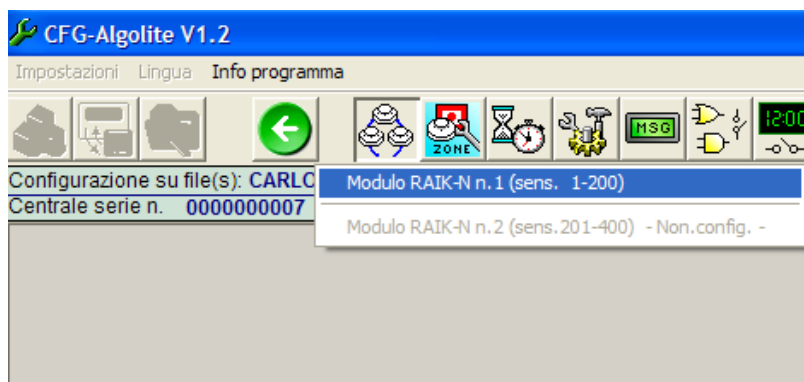 CFG-Algolite V1.2
Impostazioni Lingua Info programma
ZONE MSG 12:00
Configurazione su file(s): CARLO
Centrale serie n. 0000000007
Modulo RAIK-N n.1 (sens. 1-200)
Modulo RAIK-N n.2 (sens.201-400) - Non.config. -